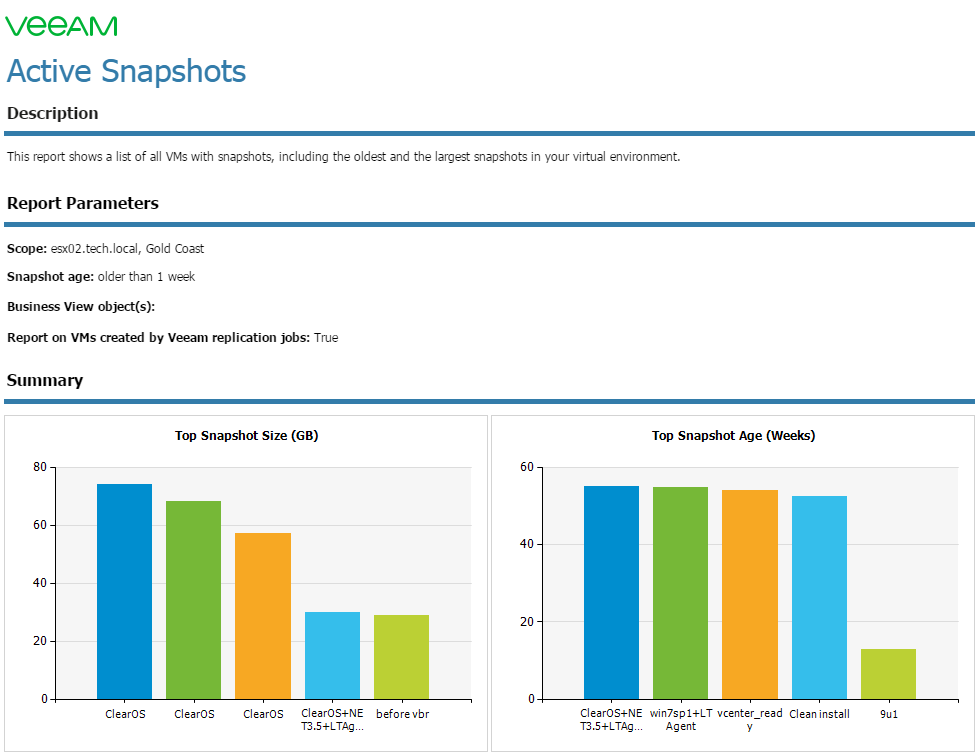 veeAM
Active Snapshots
Description
This report shows a list of all VMs with snapshots, including the oldest and the largest snapshots in your virtual environment.
Report Parameters
Scope: esx02.tech.local, Gold Coast
Snapshot age: older than 1 week
Business View object(s):
Report on VMs created by Veeam replication jobs: True
Summary
Top Snapshot Size (GB)
80
60
40
20
0
ClearOS
ClearOS
ClearOS
ClearOS+NE
T3.5+LTAg...
before vbr
Top Snapshot Age (Weeks)
60
40
20
0
ClearOS+NE
T3.5+LTAg...
win7sp1+LT
Agent
vcenter_read
y
Clean install
9u1